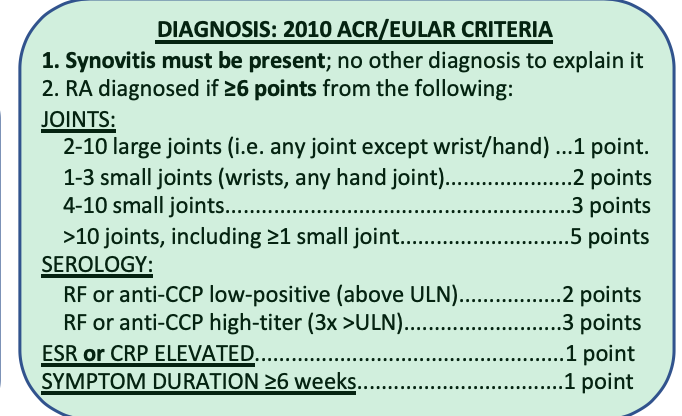 DIAGNOSIS: 2010 ACR/EULAR CRITERIA
1. Synovitis must be present; no other diagnosis to explain it
2. RA diagnosed if ≥6 points from the following:
JOINTS:
2-10 large joints (i.e. any joint except wrist/hand) ...1 point.
1-3 small joints (wrists, any hand joint).....................2 points
4-10 small joints..........................................................3 points
>10 joints, including ≥1 small joint............................5 points
SEROLOGY:
RF or anti-CCP low-positive (above ULN).................2 points
RF or anti-CCP high-titer (3x >ULN)..........................3 points
ESR or CRP ELEVATED....................................................1 point
SYMPTOM DURATION ≥6 weeks..................................1 point